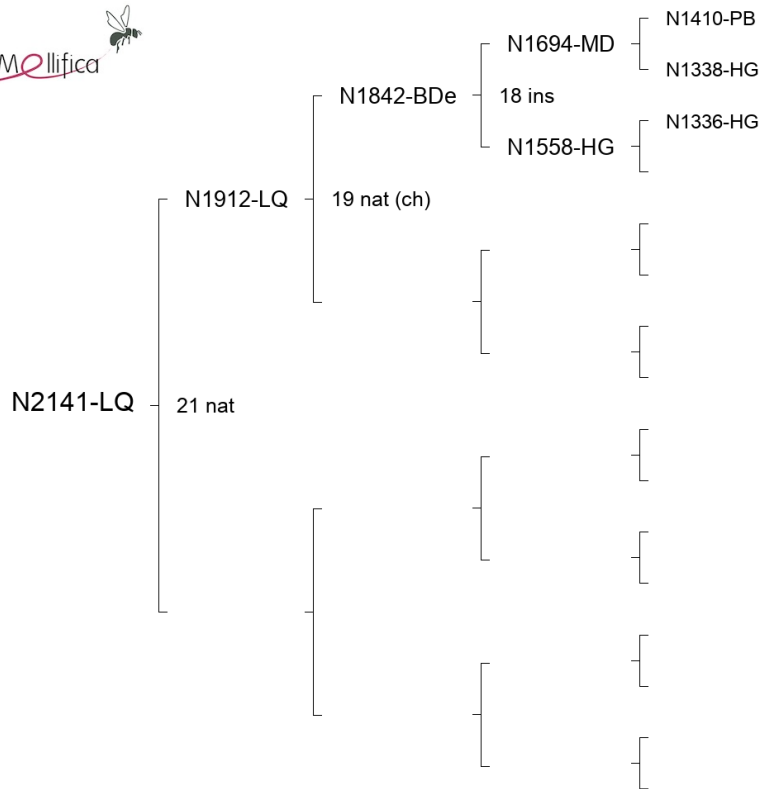 Mellifica
N1410-PB
N1694-MD
N1338-HG
N1842-BDe
18 ins
N1336-HG
N1558-HG
N1912-LQ
19 nat (ch)
N2141-LQ
21 nat